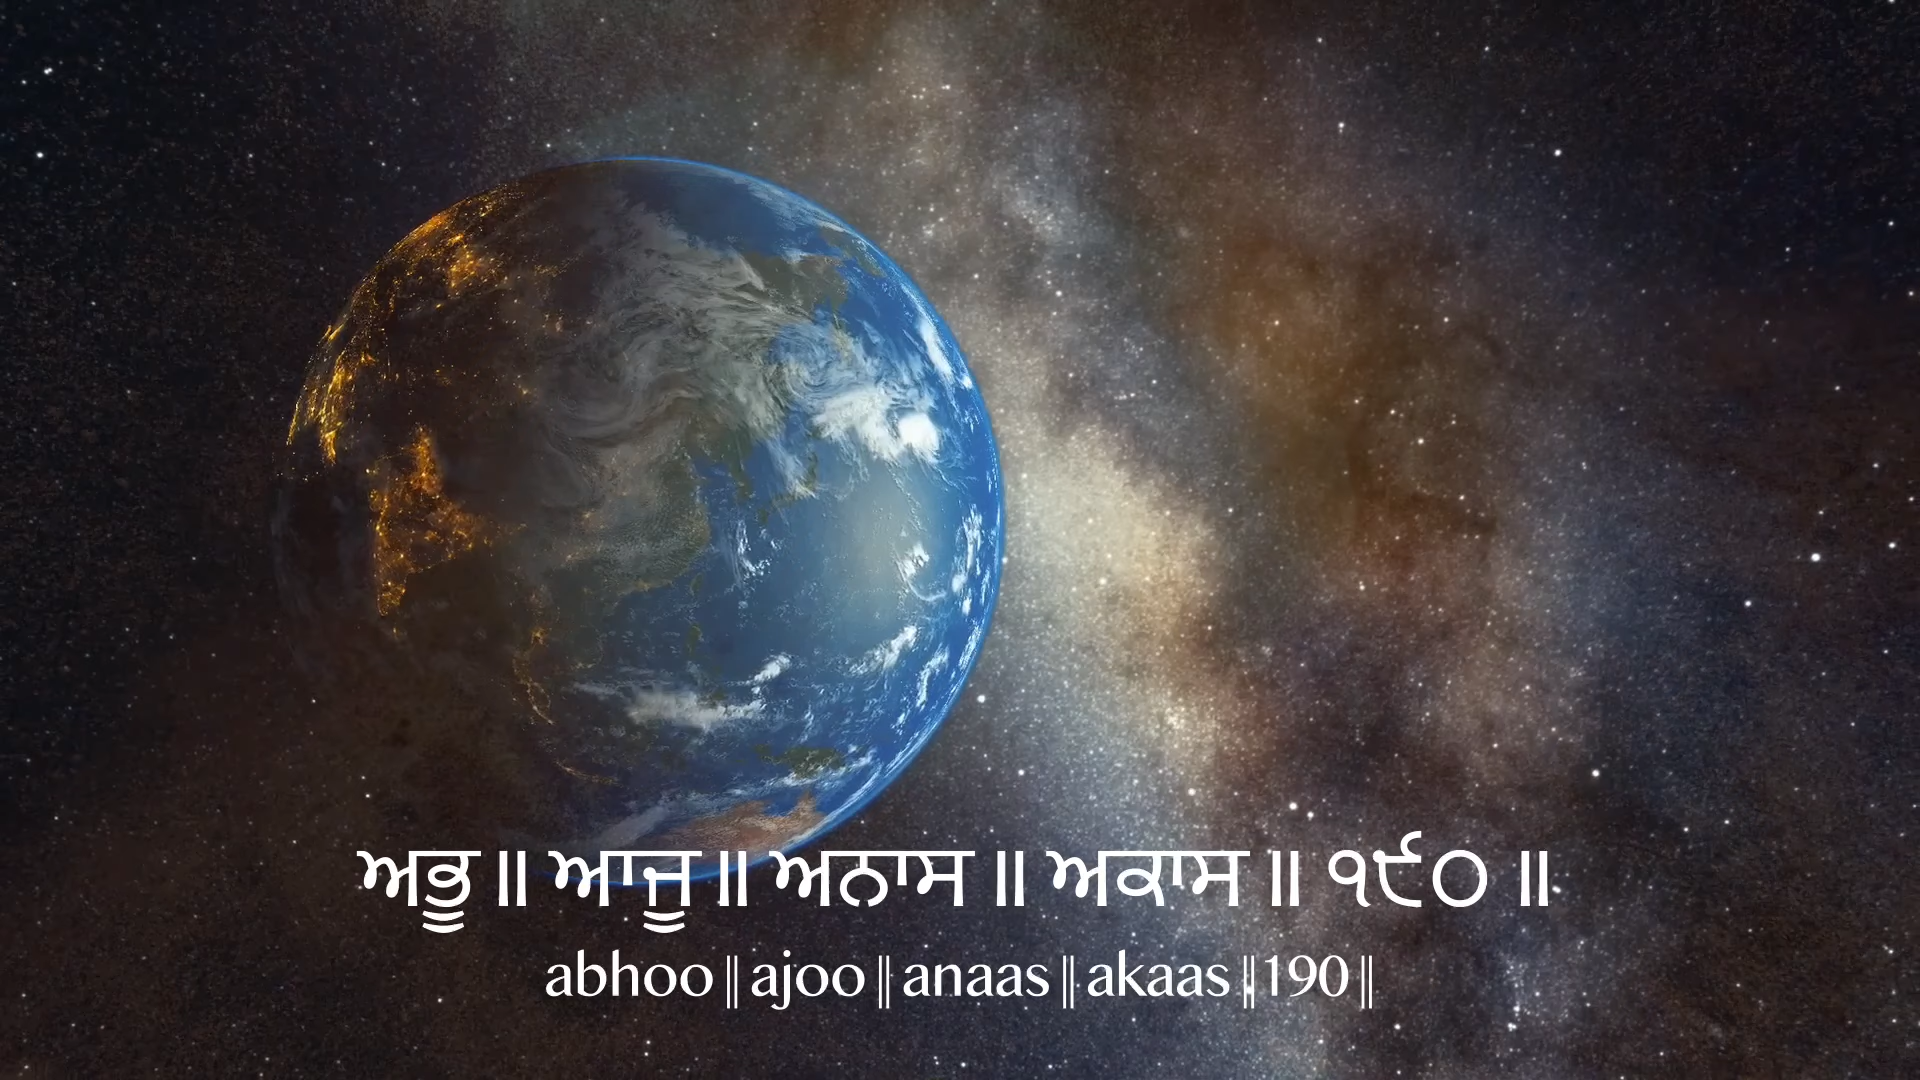 ਅਭੂ ॥ ਆਜੂ ॥ ਅਨਾਸ ॥ ਅਕਾਸ ॥ ੧੯੦ ॥
abhoo || ajoo || anaas || akaas || 190 ||